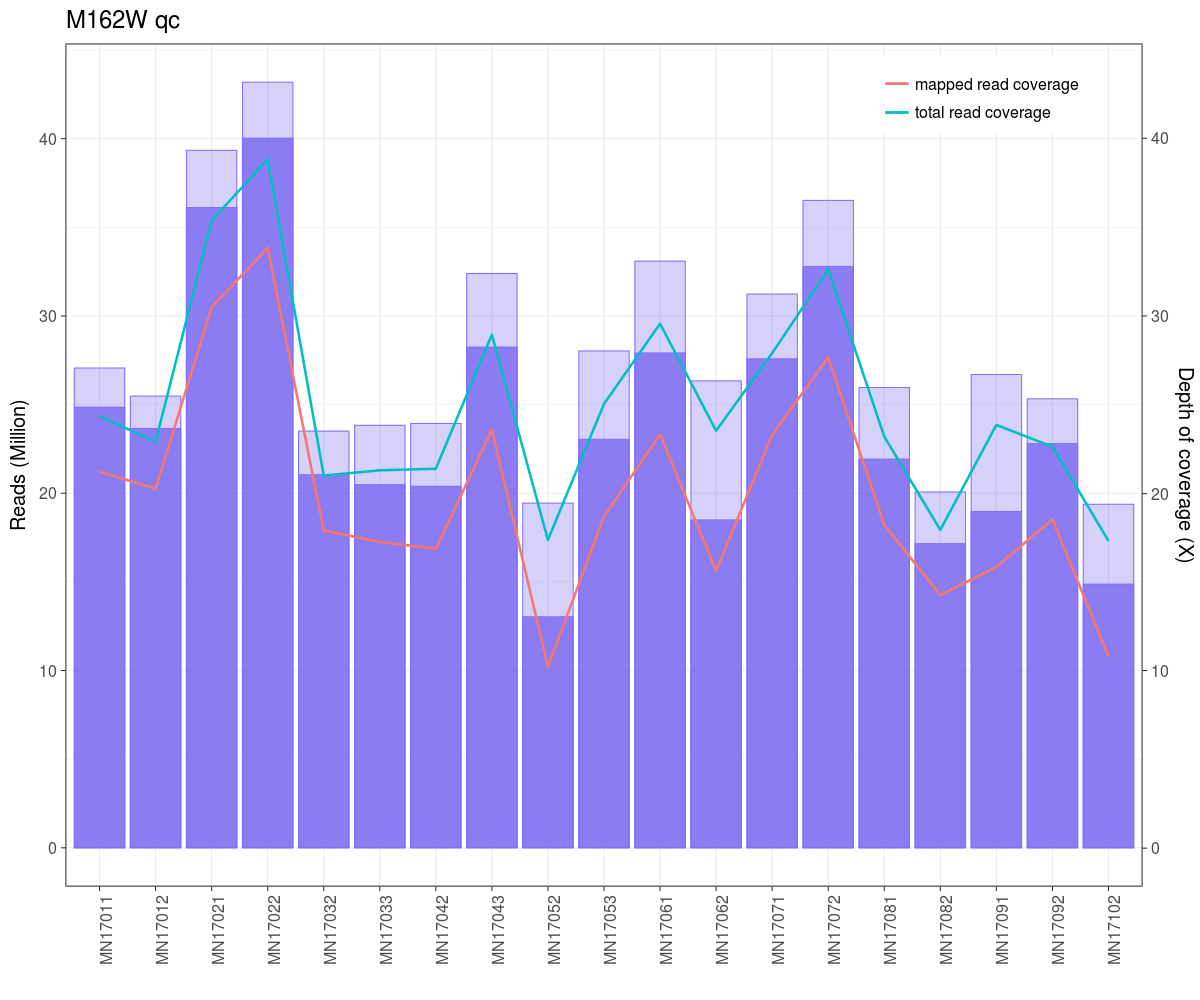 M162W qc
mapped read coverage
total read coverage
Reads (Million)
40
30
20
10
0
40
30
20
10
0
Depth of coverage (X)
MN17011
MN17012
MN17021
MN17022
MN17032
MN17033
MN17042
MN17043
MN17052
MN17053
MN17061
MN17062
MN17071
MN17072
MN17081
MN17082
MN17091
MN17092
MN17102